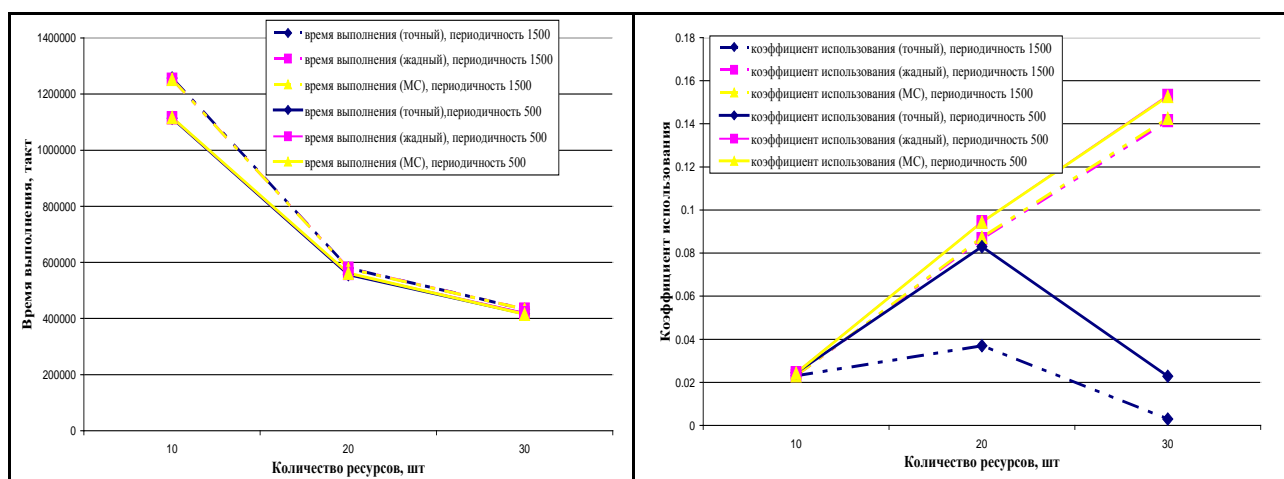 Время выполнения, такт
1400000
1200000
1000000
800000
600000
400000
200000
0
время выполнения (точный), периодичность 1500
время выполнения (жадный), периодичность 1500
время выполнения (МС), периодичность 1500
время выполнения (точный),периодичность 500
время выполнения (жадный), периодичность 500
время выполнения (МС), периодичность 500
10
20
30
Количество ресурсов, шт
Коэффициент использования
0.18
0.16
0.14
0.12
0.1
0.08
0.06
0.04
0.02
0
коэффициент использования (точный), периодичность 1500
коэффициент использования (жадный), периодичность 1500
коэффициент использования (МС), периодичность 1500
коэффициент использования (точный), периодичность 500
коэффициент использования (жадный), периодичность 500
коэффициент использования (МС), периодичность 500
10
20
30
Количество ресурсов, шт